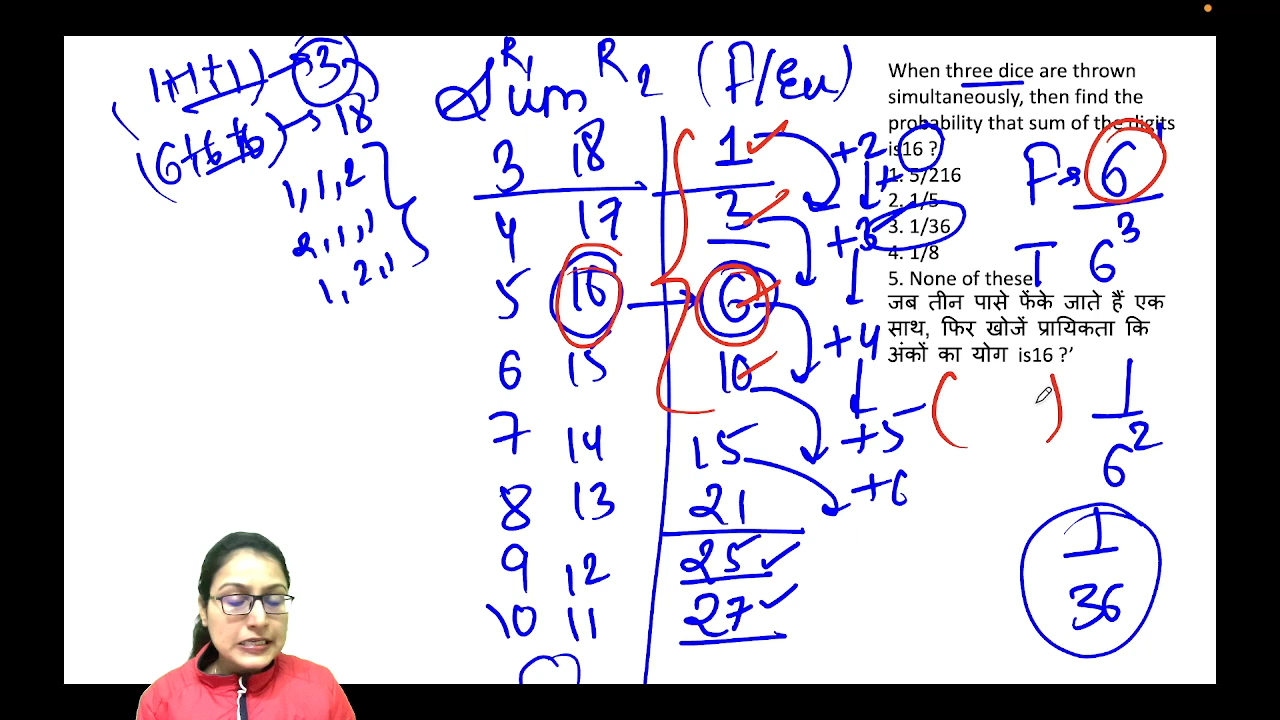 (1+1+1) → 3
(6+6+6) → 18
1, 1, 2
2, 1, 1
1, 2, 1
R1 R2
Sum (F/Eu)
3 18 1
4 17 3
5 16 → 6
6 15 10
7 14 15
8 13 21
9 12 25
10 11 27
+2
1+
+3
+4
+5
+6
When three dice are thrown
simultaneously, then find the
probability that sum of the digits
is16 ?
1. 5/216
2. 1/5
3. 1/36
4. 1/8
5. None of these
जब तीन पासे फेंके जाते हैं एक
साथ, फिर खोजें प्रायिकता कि
अंकों का योग is16 ?’
F → 6
T 6³
( )
1
6²
1
36